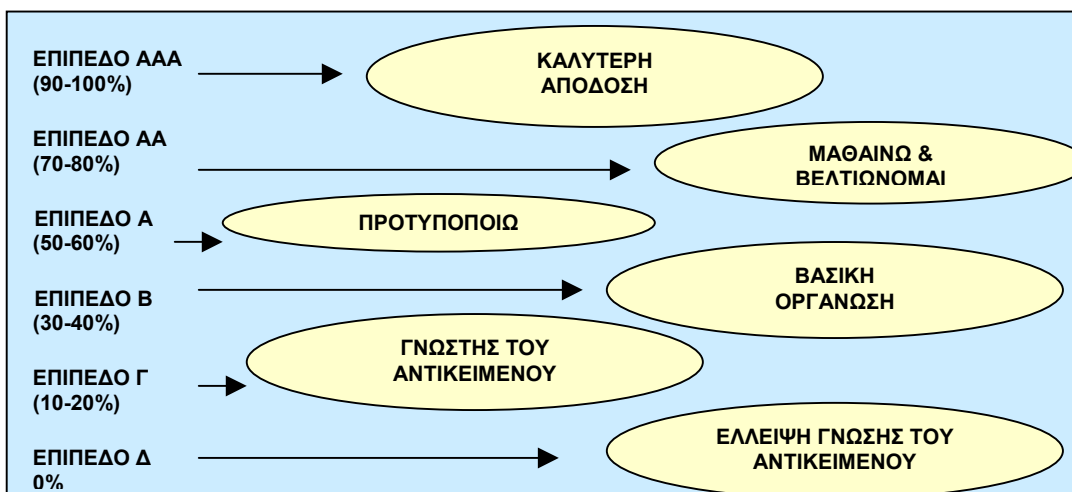 ΕΠΙΠΕΔΟ ΑΑΑ
(90-100%)
ΚΑΛΥΤΕΡΗ
ΑΠΟΔΟΣΗ
ΕΠΙΠΕΔΟ ΑΑ
(70-80%)
ΜΑΘΑΙΝΩ &
ΒΕΛΤΙΩΝΟΜΑΙ
ΕΠΙΠΕΔΟ Α
(50-60%)
ΠΡΟΤΥΠΟΠΟΙΩ
ΕΠΙΠΕΔΟ Β
(30-40%)
ΒΑΣΙΚΗ
ΟΡΓΑΝΩΣΗ
ΕΠΙΠΕΔΟ Γ
(10-20%)
ΓΝΩΣΤΗΣ ΤΟΥ
ΑΝΤΙΚΕΙΜΕΝΟΥ
ΕΠΙΠΕΔΟ Δ
0%
ΕΛΛΕΙΨΗ ΓΝΩΣΗΣ ΤΟΥ
ΑΝΤΙΚΕΙΜΕΝΟΥ